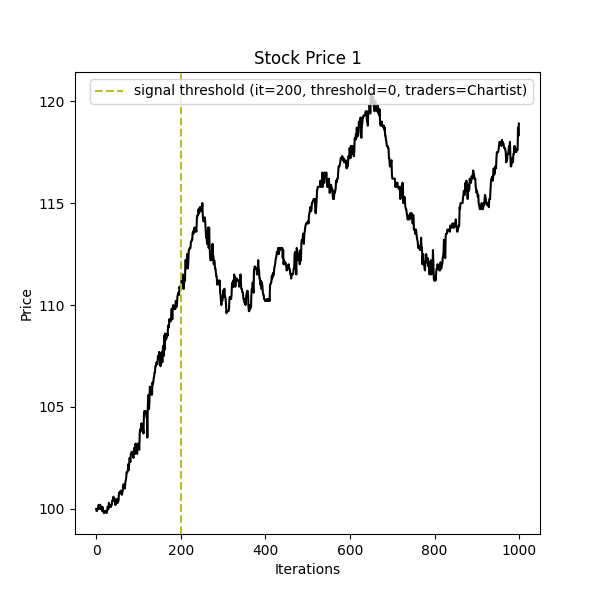 Stock Price 1
signal threshold (it=200, threshold=0, traders=Chartist)
120
115
110
105
100
Price
0
200
400
600
800
1000
Iterations